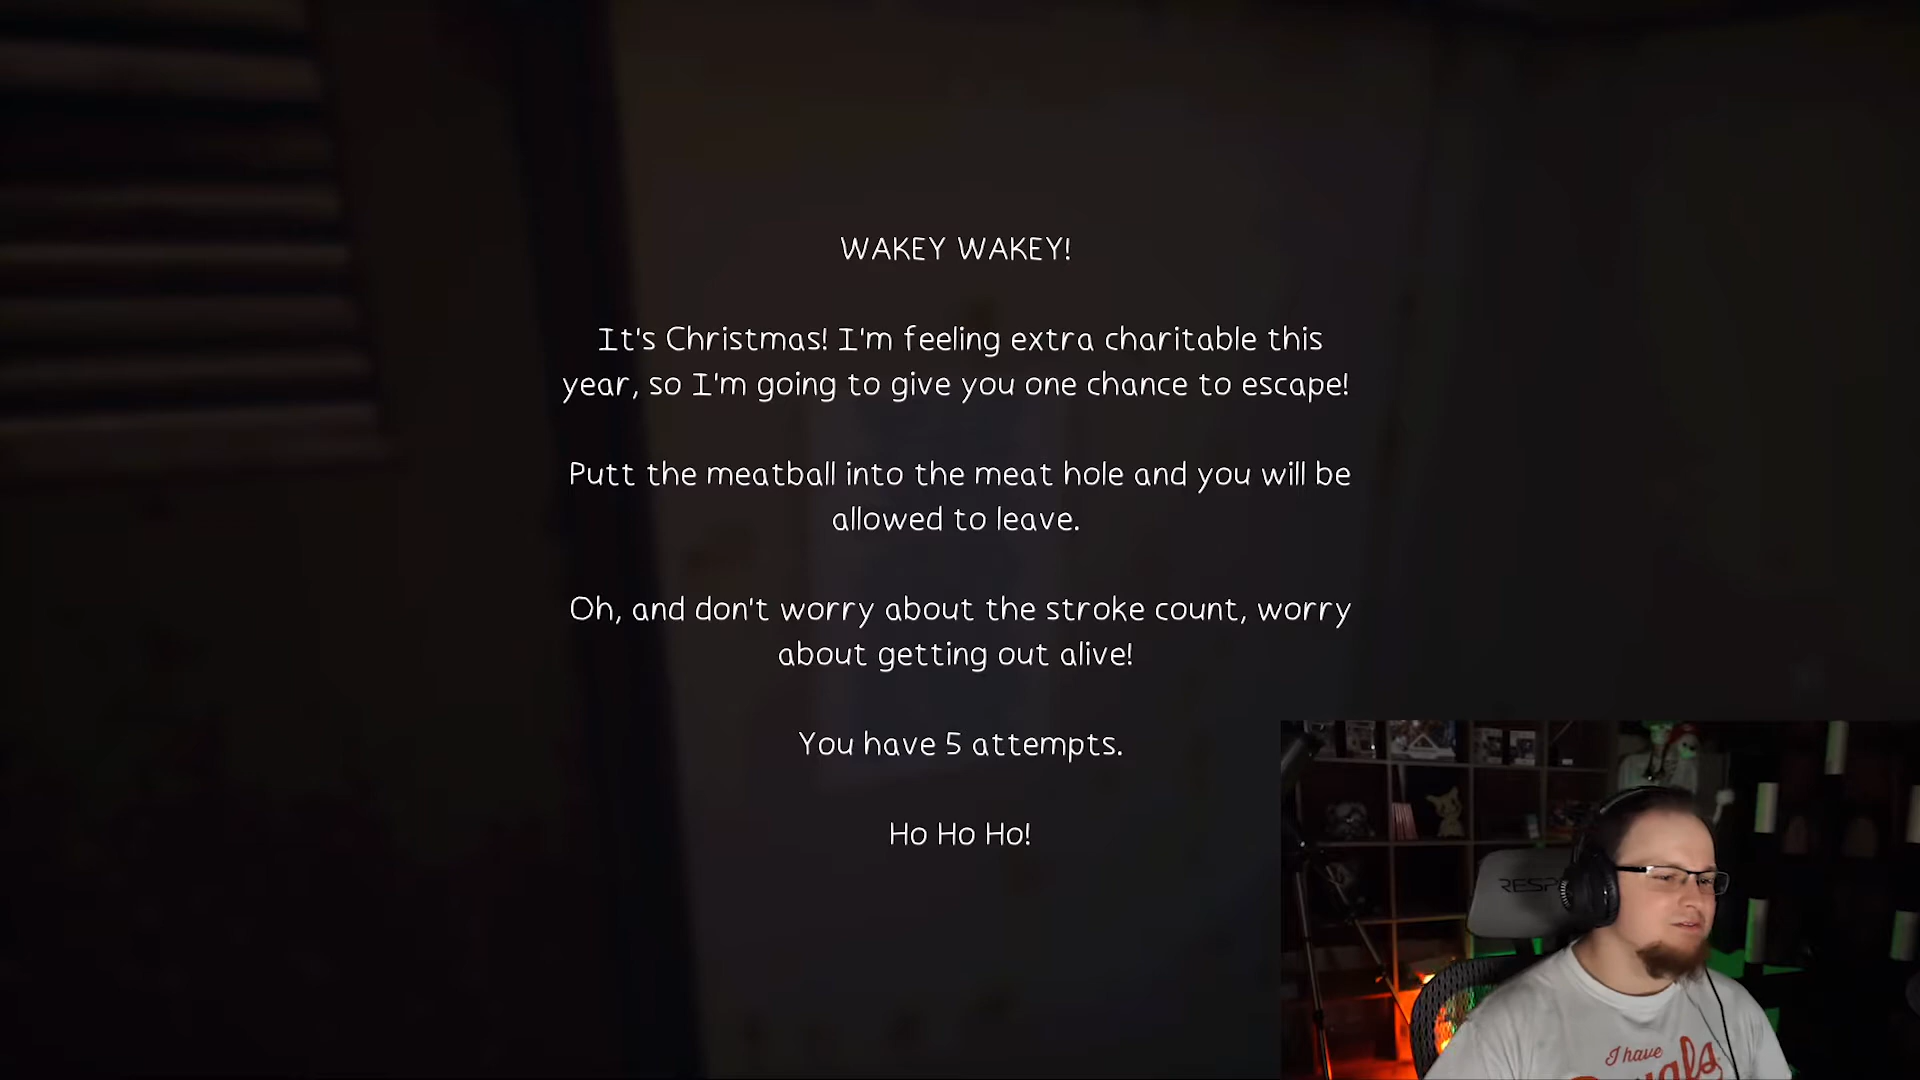 WAKEY WAKEY!
It's Christmas! I'm feeling extra charitable this
year, so I'm going to give you one chance to escape!
Putt the meatball into the meat hole and you will be
allowed to leave.
Oh, and don't worry about the stroke count, worry
about getting out alive!
You have 5 attempts.
Ho Ho Ho!
I have